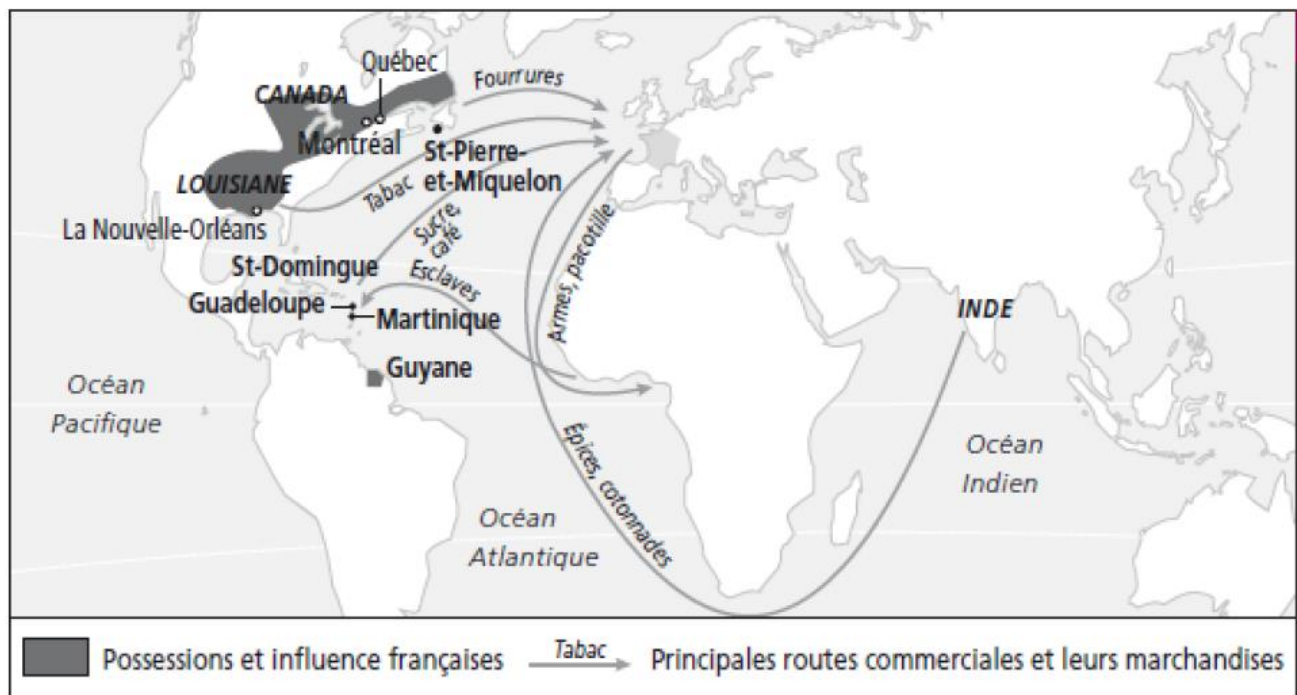 Québec
Fourrures
CANADA
Montréal
St-Pierre-
et-Miquelon
LOUISIANE
Tabac
La Nouvelle-Orléans
Sucre,
café
Armes, pacotille
St-Domingue
Esclaves
Guadeloupe
Martinique
INDE
Guyane
Océan
Pacifique
Épices, cotonnades
Océan
Indien
Océan
Atlantique
Possessions et influence françaises
Tabac
Principales routes commerciales et leurs marchandises